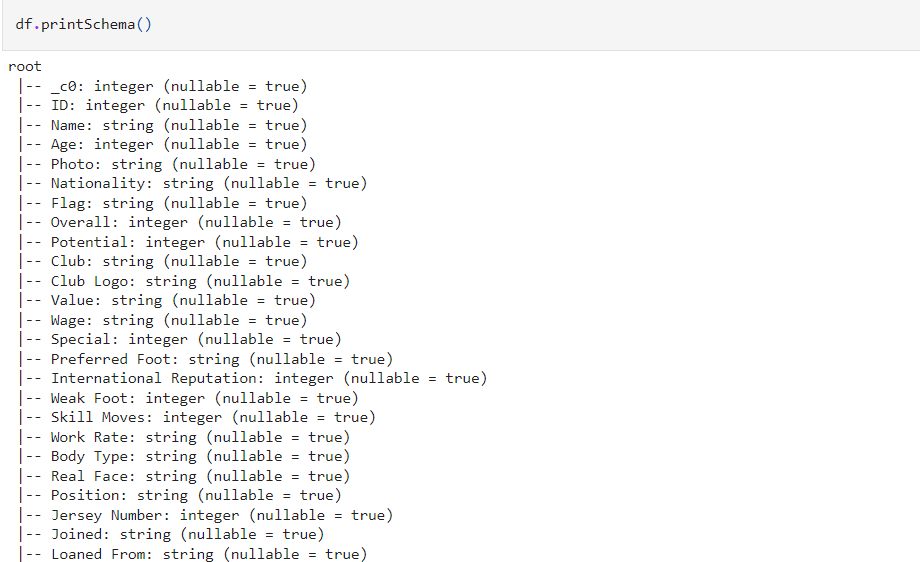 df.printSchema()
root
|-- _c0: integer (nullable = true)
|-- ID: integer (nullable = true)
|-- Name: string (nullable = true)
|-- Age: integer (nullable = true)
|-- Photo: string (nullable = true)
|-- Nationality: string (nullable = true)
|-- Flag: string (nullable = true)
|-- Overall: integer (nullable = true)
|-- Potential: integer (nullable = true)
|-- Club: string (nullable = true)
|-- Club Logo: string (nullable = true)
|-- Value: string (nullable = true)
|-- Wage: string (nullable = true)
|-- Special: integer (nullable = true)
|-- Preferred Foot: string (nullable = true)
|-- International Reputation: integer (nullable = true)
|-- Weak Foot: integer (nullable = true)
|-- Skill Moves: integer (nullable = true)
|-- Work Rate: string (nullable = true)
|-- Body Type: string (nullable = true)
|-- Real Face: string (nullable = true)
|-- Position: string (nullable = true)
|-- Jersey Number: integer (nullable = true)
|-- Joined: string (nullable = true)
|-- Loaned From: string (nullable = true)